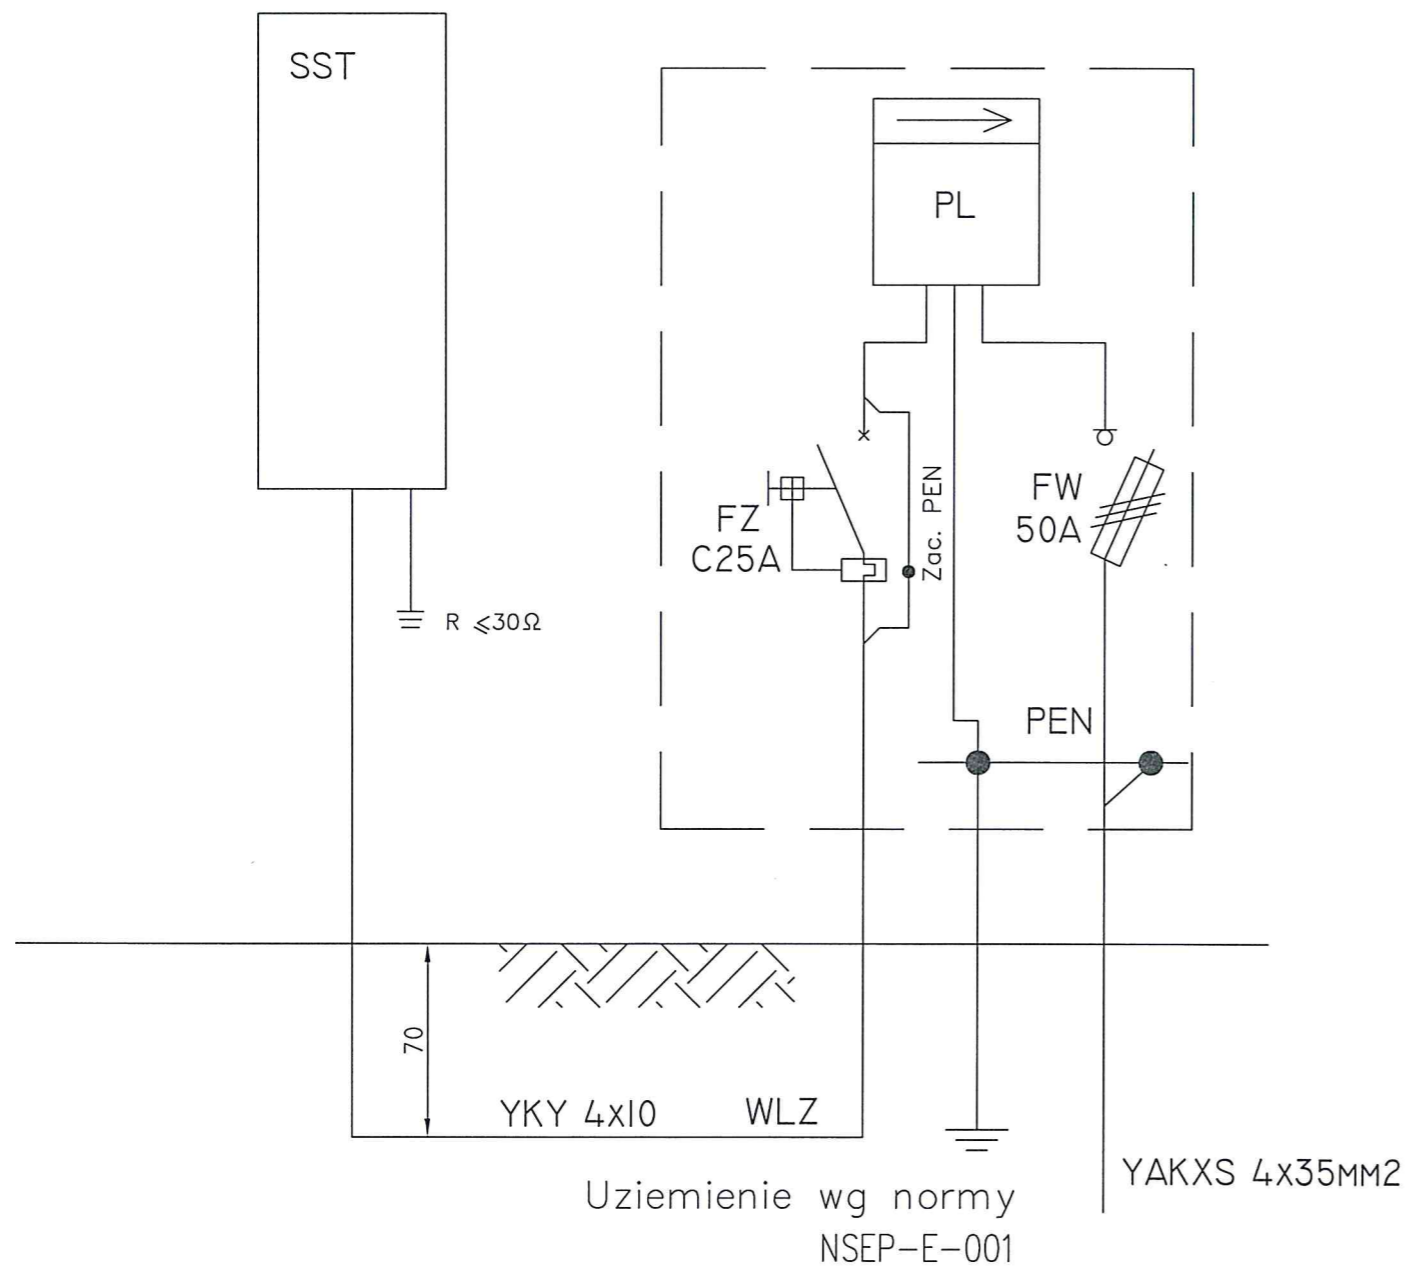 SST
PL
FZ
C25A
Zac. PEN
FW
50A
R ⩽30Ω
PEN
70
YKY 4x10
WLZ
YAKXS 4x35мм2
Uziemienie wg normy
NSEP-E-001